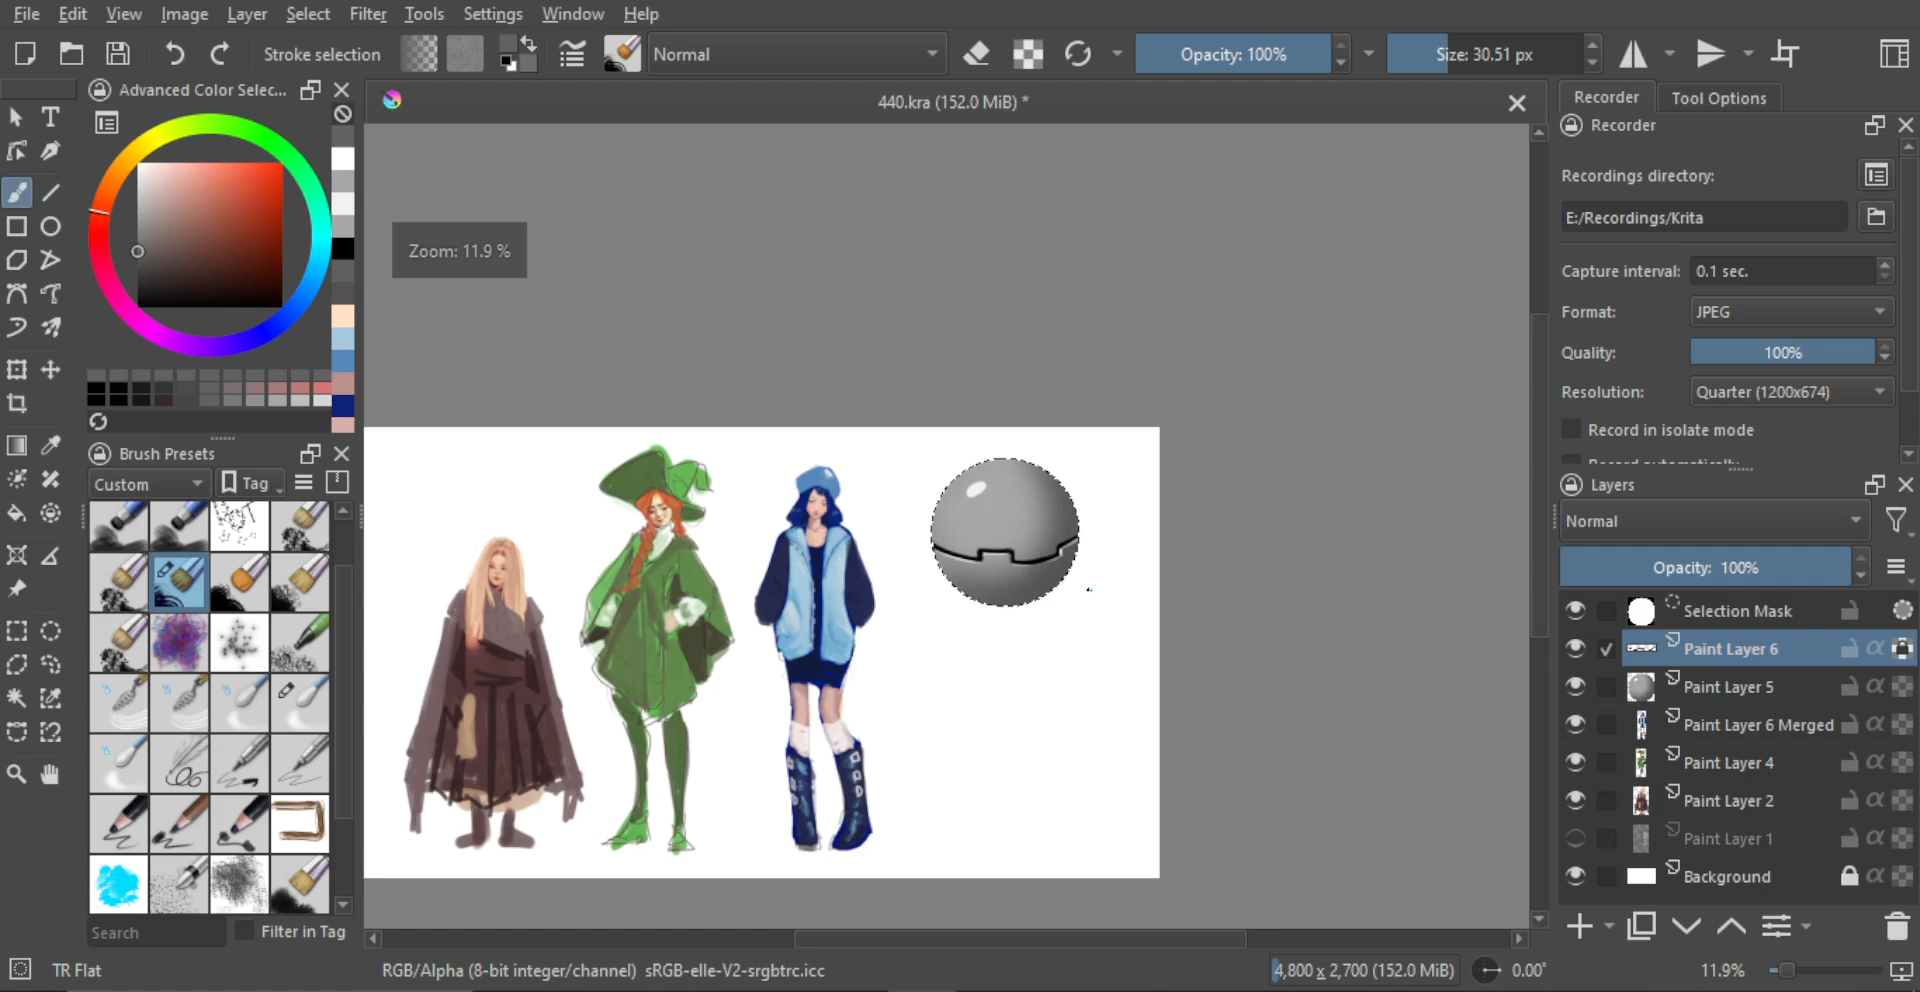 File Edit View Image Layer Select Filter Tools Settings Window Help
Stroke selection Normal Opacity: 100% Size: 30.51 px
Advanced Color Selec...
440.kra (152.0 MiB) *
Recorder Tool Options
Recorder
Recordings directory:
E:/Recordings/Krita
Zoom: 11.9 %
Capture interval: 0.1 sec.
Format: JPEG
Quality: 100%
Resolution: Quarter (1200x674)
Record in isolate mode
Brush Presets
Custom Tag
Layers
Normal
Opacity: 100%
Selection Mask
Paint Layer 6
Paint Layer 5
Paint Layer 6 Merged
Paint Layer 4
Paint Layer 2
Paint Layer 1
Background
Search Filter in Tag
TR Flat RGB/Alpha (8-bit integer/channel) sRGB-elle-V2-srgbtrc.icc 4,800 x 2,700 (152.0 MiB) 0.00° 11.9%